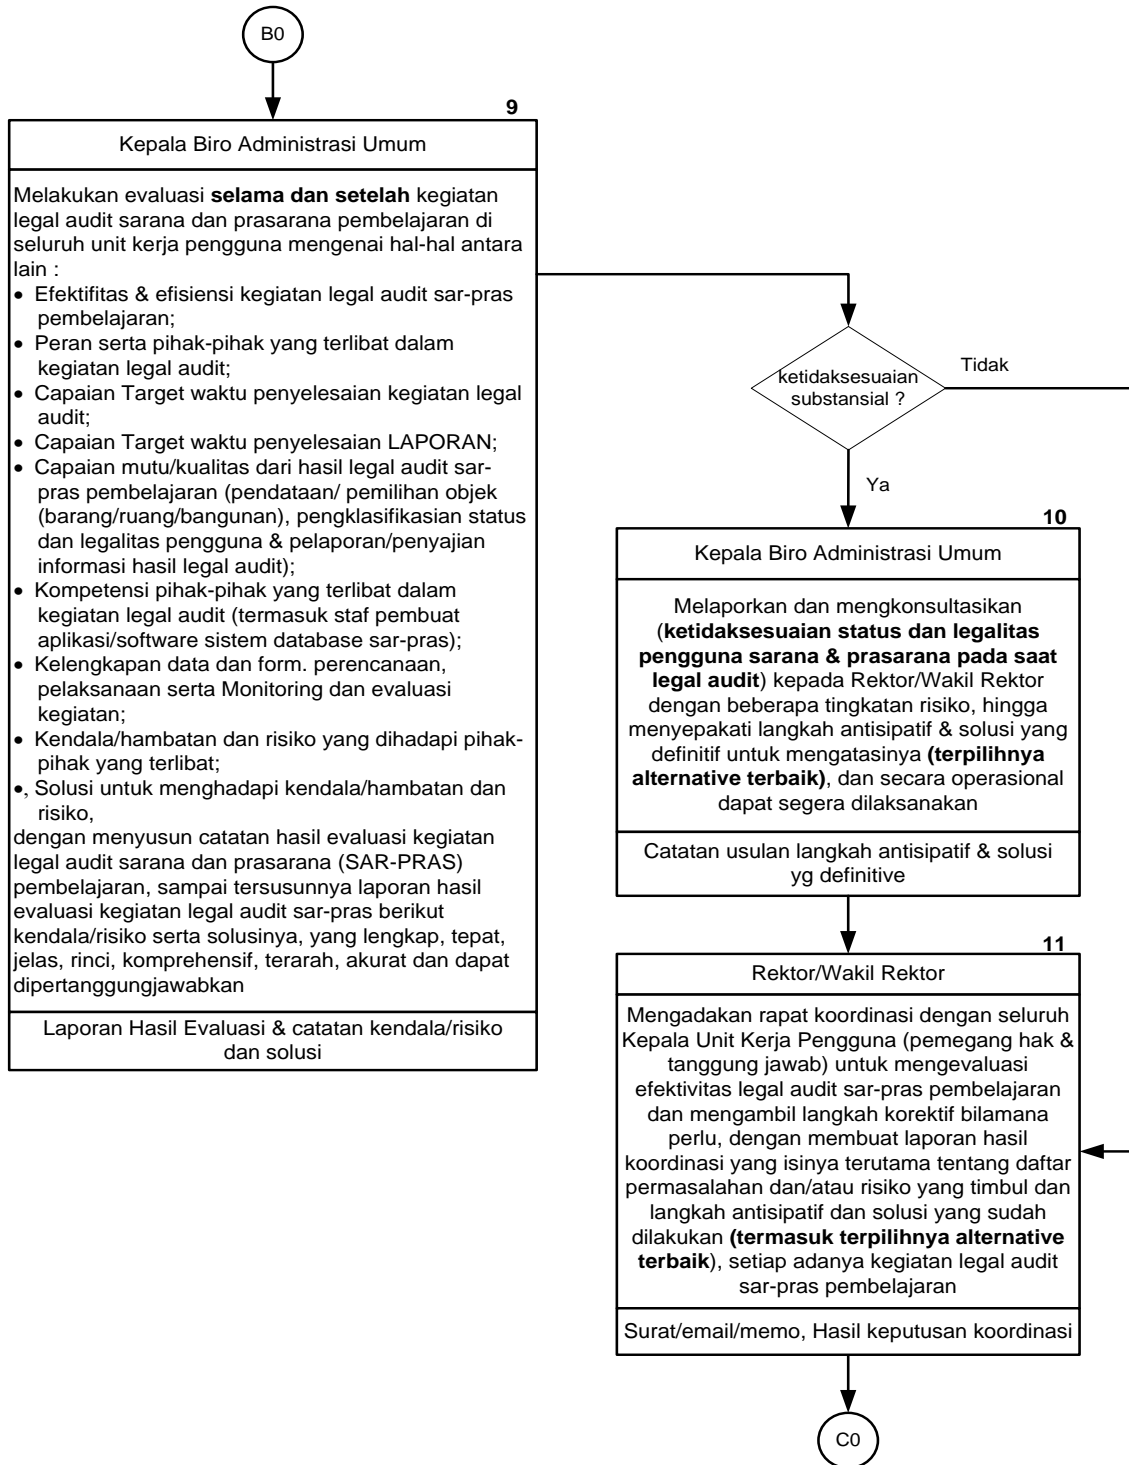 B0
9
Kepala Biro Administrasi Umum
Melakukan evaluasi selama dan setelah kegiatan
legal audit sarana dan prasarana pembelajaran di
seluruh unit kerja pengguna mengenai hal-hal antara
lain :
• Efektifitas & efisiensi kegiatan legal audit sar-pras
pembelajaran;
• Peran serta pihak-pihak yang terlibat dalam
kegiatan legal audit;
• Capaian Target waktu penyelesaian kegiatan legal
audit;
• Capaian Target waktu penyelesaian LAPORAN;
• Capaian mutu/kualitas dari hasil legal audit sar-
pras pembelajaran (pendataan/ pemilihan objek
(barang/ruang/bangunan), pengklasifikasian status
dan legalitas pengguna & pelaporan/penyajian
informasi hasil legal audit);
• Kompetensi pihak-pihak yang terlibat dalam
kegiatan legal audit (termasuk staf pembuat
aplikasi/software sistem database sar-pras);
• Kelengkapan data dan form. perencanaan,
pelaksanaan serta Monitoring dan evaluasi
kegiatan;
• Kendala/hambatan dan risiko yang dihadapi pihak-
pihak yang terlibat;
•, Solusi untuk menghadapi kendala/hambatan dan
risiko,
dengan menyusun catatan hasil evaluasi kegiatan
legal audit sarana dan prasarana (SAR-PRAS)
pembelajaran, sampai tersusunnya laporan hasil
evaluasi kegiatan legal audit sar-pras berikut
kendala/risiko serta solusinya, yang lengkap, tepat,
jelas, rinci, komprehensif, terarah, akurat dan dapat
dipertanggungjawabkan
Laporan Hasil Evaluasi & catatan kendala/risiko
dan solusi
ketidaksesuaian
substansial ?
Tidak
Ya
10
Kepala Biro Administrasi Umum
Melaporkan dan mengkonsultasikan
(ketidaksesuaian status dan legalitas
pengguna sarana & prasarana pada saat
legal audit) kepada Rektor/Wakil Rektor
dengan beberapa tingkatan risiko, hingga
menyepakati langkah antisipatif & solusi yang
definitif untuk mengatasinya (terpilihnya
alternative terbaik), dan secara operasional
dapat segera dilaksanakan
Catatan usulan langkah antisipatif & solusi
yg definitive
11
Rektor/Wakil Rektor
Mengadakan rapat koordinasi dengan seluruh
Kepala Unit Kerja Pengguna (pemegang hak &
tanggung jawab) untuk mengevaluasi
efektivitas legal audit sar-pras pembelajaran
dan mengambil langkah korektif bilamana
perlu, dengan membuat laporan hasil
koordinasi yang isinya terutama tentang daftar
permasalahan dan/atau risiko yang timbul dan
langkah antisipatif dan solusi yang sudah
dilakukan (termasuk terpilihnya alternative
terbaik), setiap adanya kegiatan legal audit
sar-pras pembelajaran
Surat/email/memo, Hasil keputusan koordinasi
C0